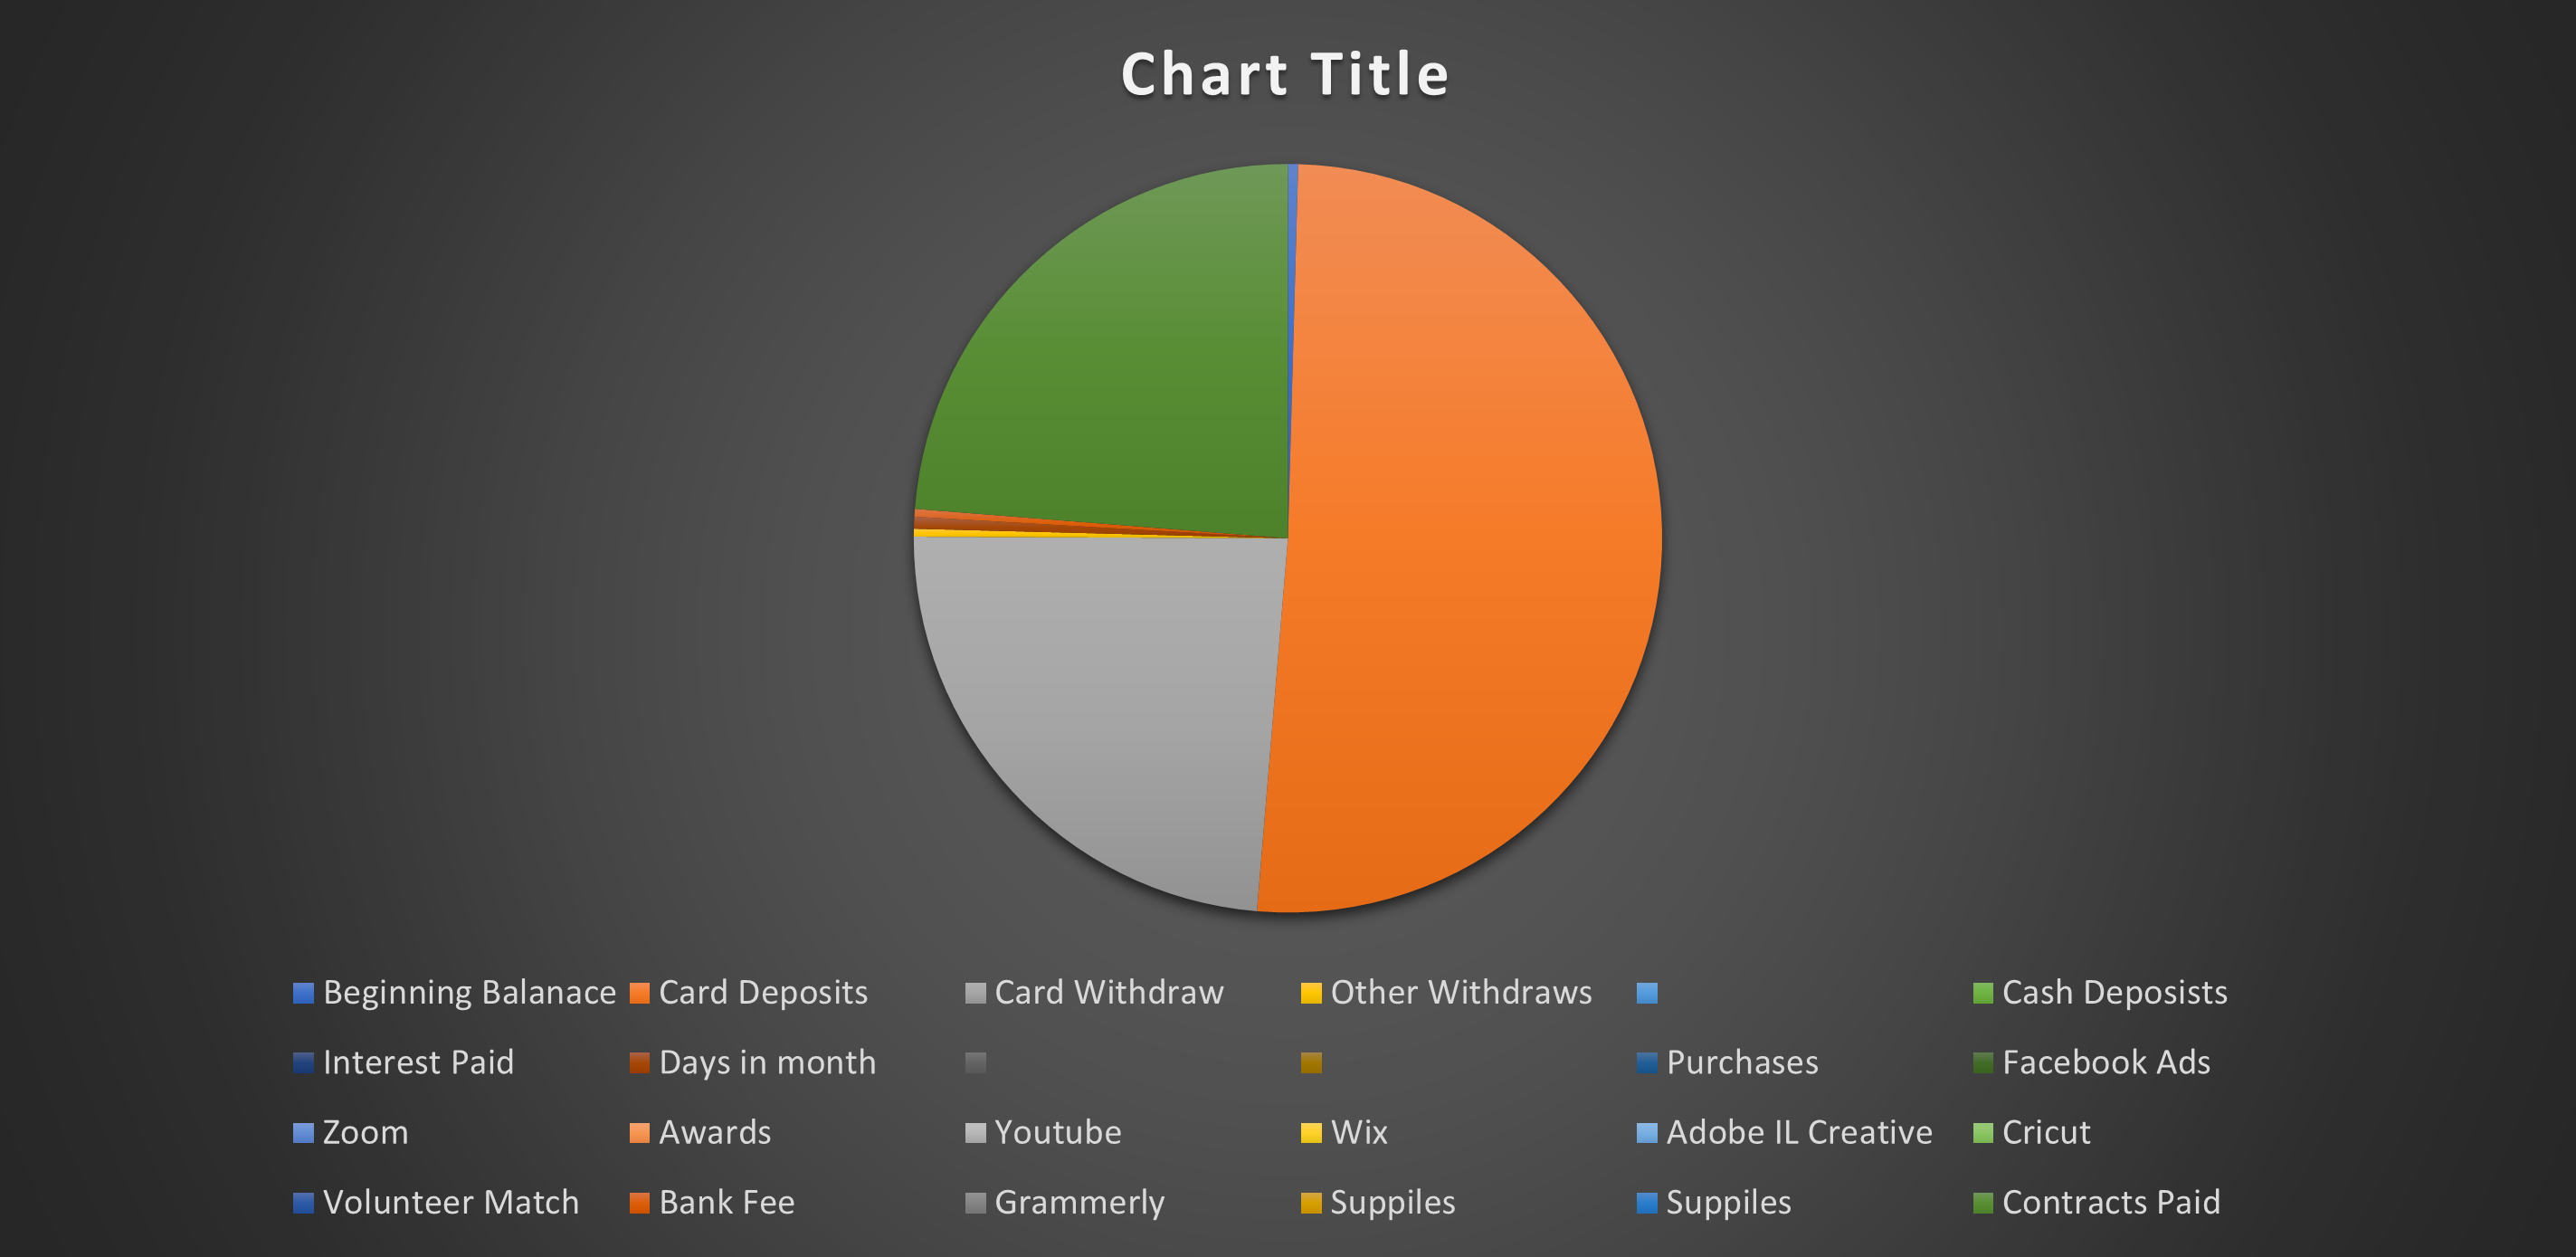 Chart Title
Beginning Balanace Card Deposits Card Withdraw Other Withdraws Cash Deposists
Interest Paid Days in month Purchases Facebook Ads
Zoom Awards Youtube Wix Adobe IL Creative Cricut
Volunteer Match Bank Fee Grammerly Suppiles Suppiles Contracts Paid